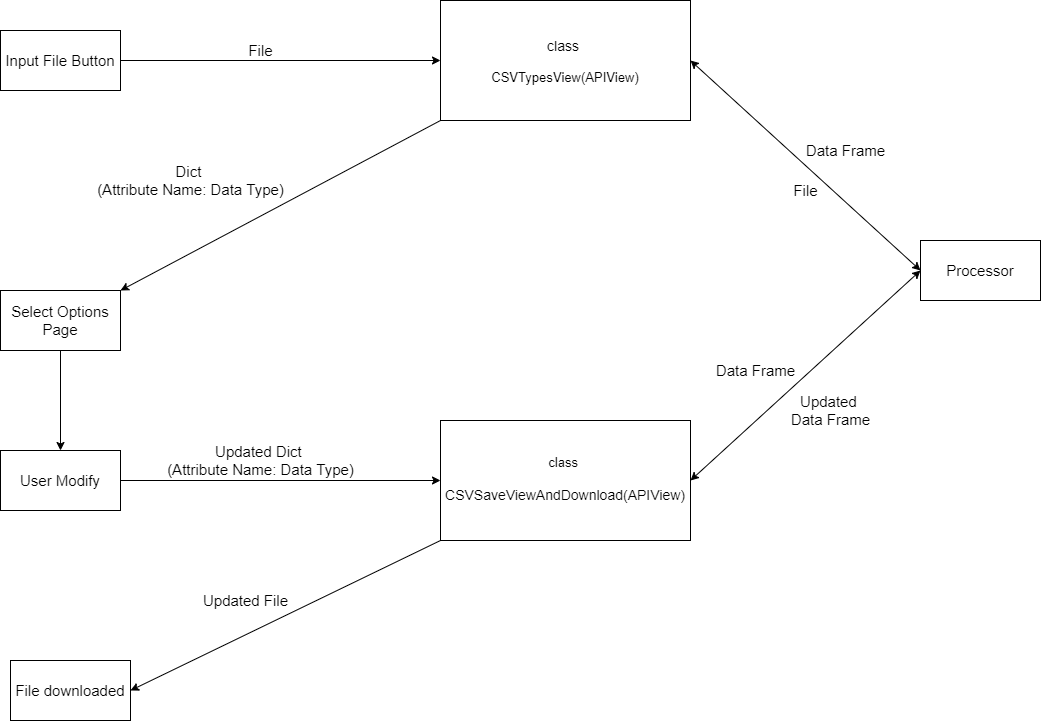 Input File Button
File
class
CSVTypesView(APIView)
Data Frame
File
Dict
(Attribute Name: Data Type)
Processor
Select Options
Page
Data Frame
Updated
Data Frame
User Modify
Updated Dict
(Attribute Name: Data Type)
class
CSVSaveViewAndDownload(APIView)
Updated File
File downloaded